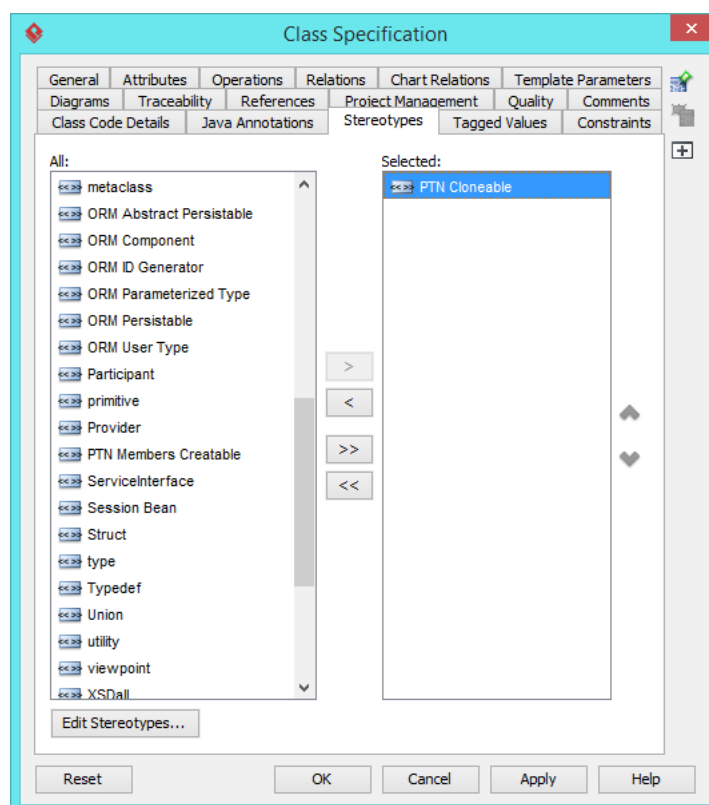 Class Specification
General Attributes Operations Relations Chart Relations Template Parameters
Diagrams Traceability References Project Management Quality Comments
Class Code Details Java Annotations Stereotypes Tagged Values Constraints
All:
Selected:
<<>> metaclass
<<>> ORM Abstract Persistable
<<>> ORM Component
<<>> ORM ID Generator
<<>> ORM Parameterized Type
<<>> ORM Persistable
<<>> ORM User Type
<<>> Participant
<<>> primitive
<<>> Provider
<<>> PTN Members Creatable
<<>> ServiceInterface
<<>> Session Bean
<<>> Struct
<<>> type
<<>> Typedef
<<>> Union
<<>> utility
<<>> viewpoint
<<>> XSDall
>
<
>>
<<
<<>> PTN Cloneable
Edit Stereotypes...
Reset OK Cancel Apply Help